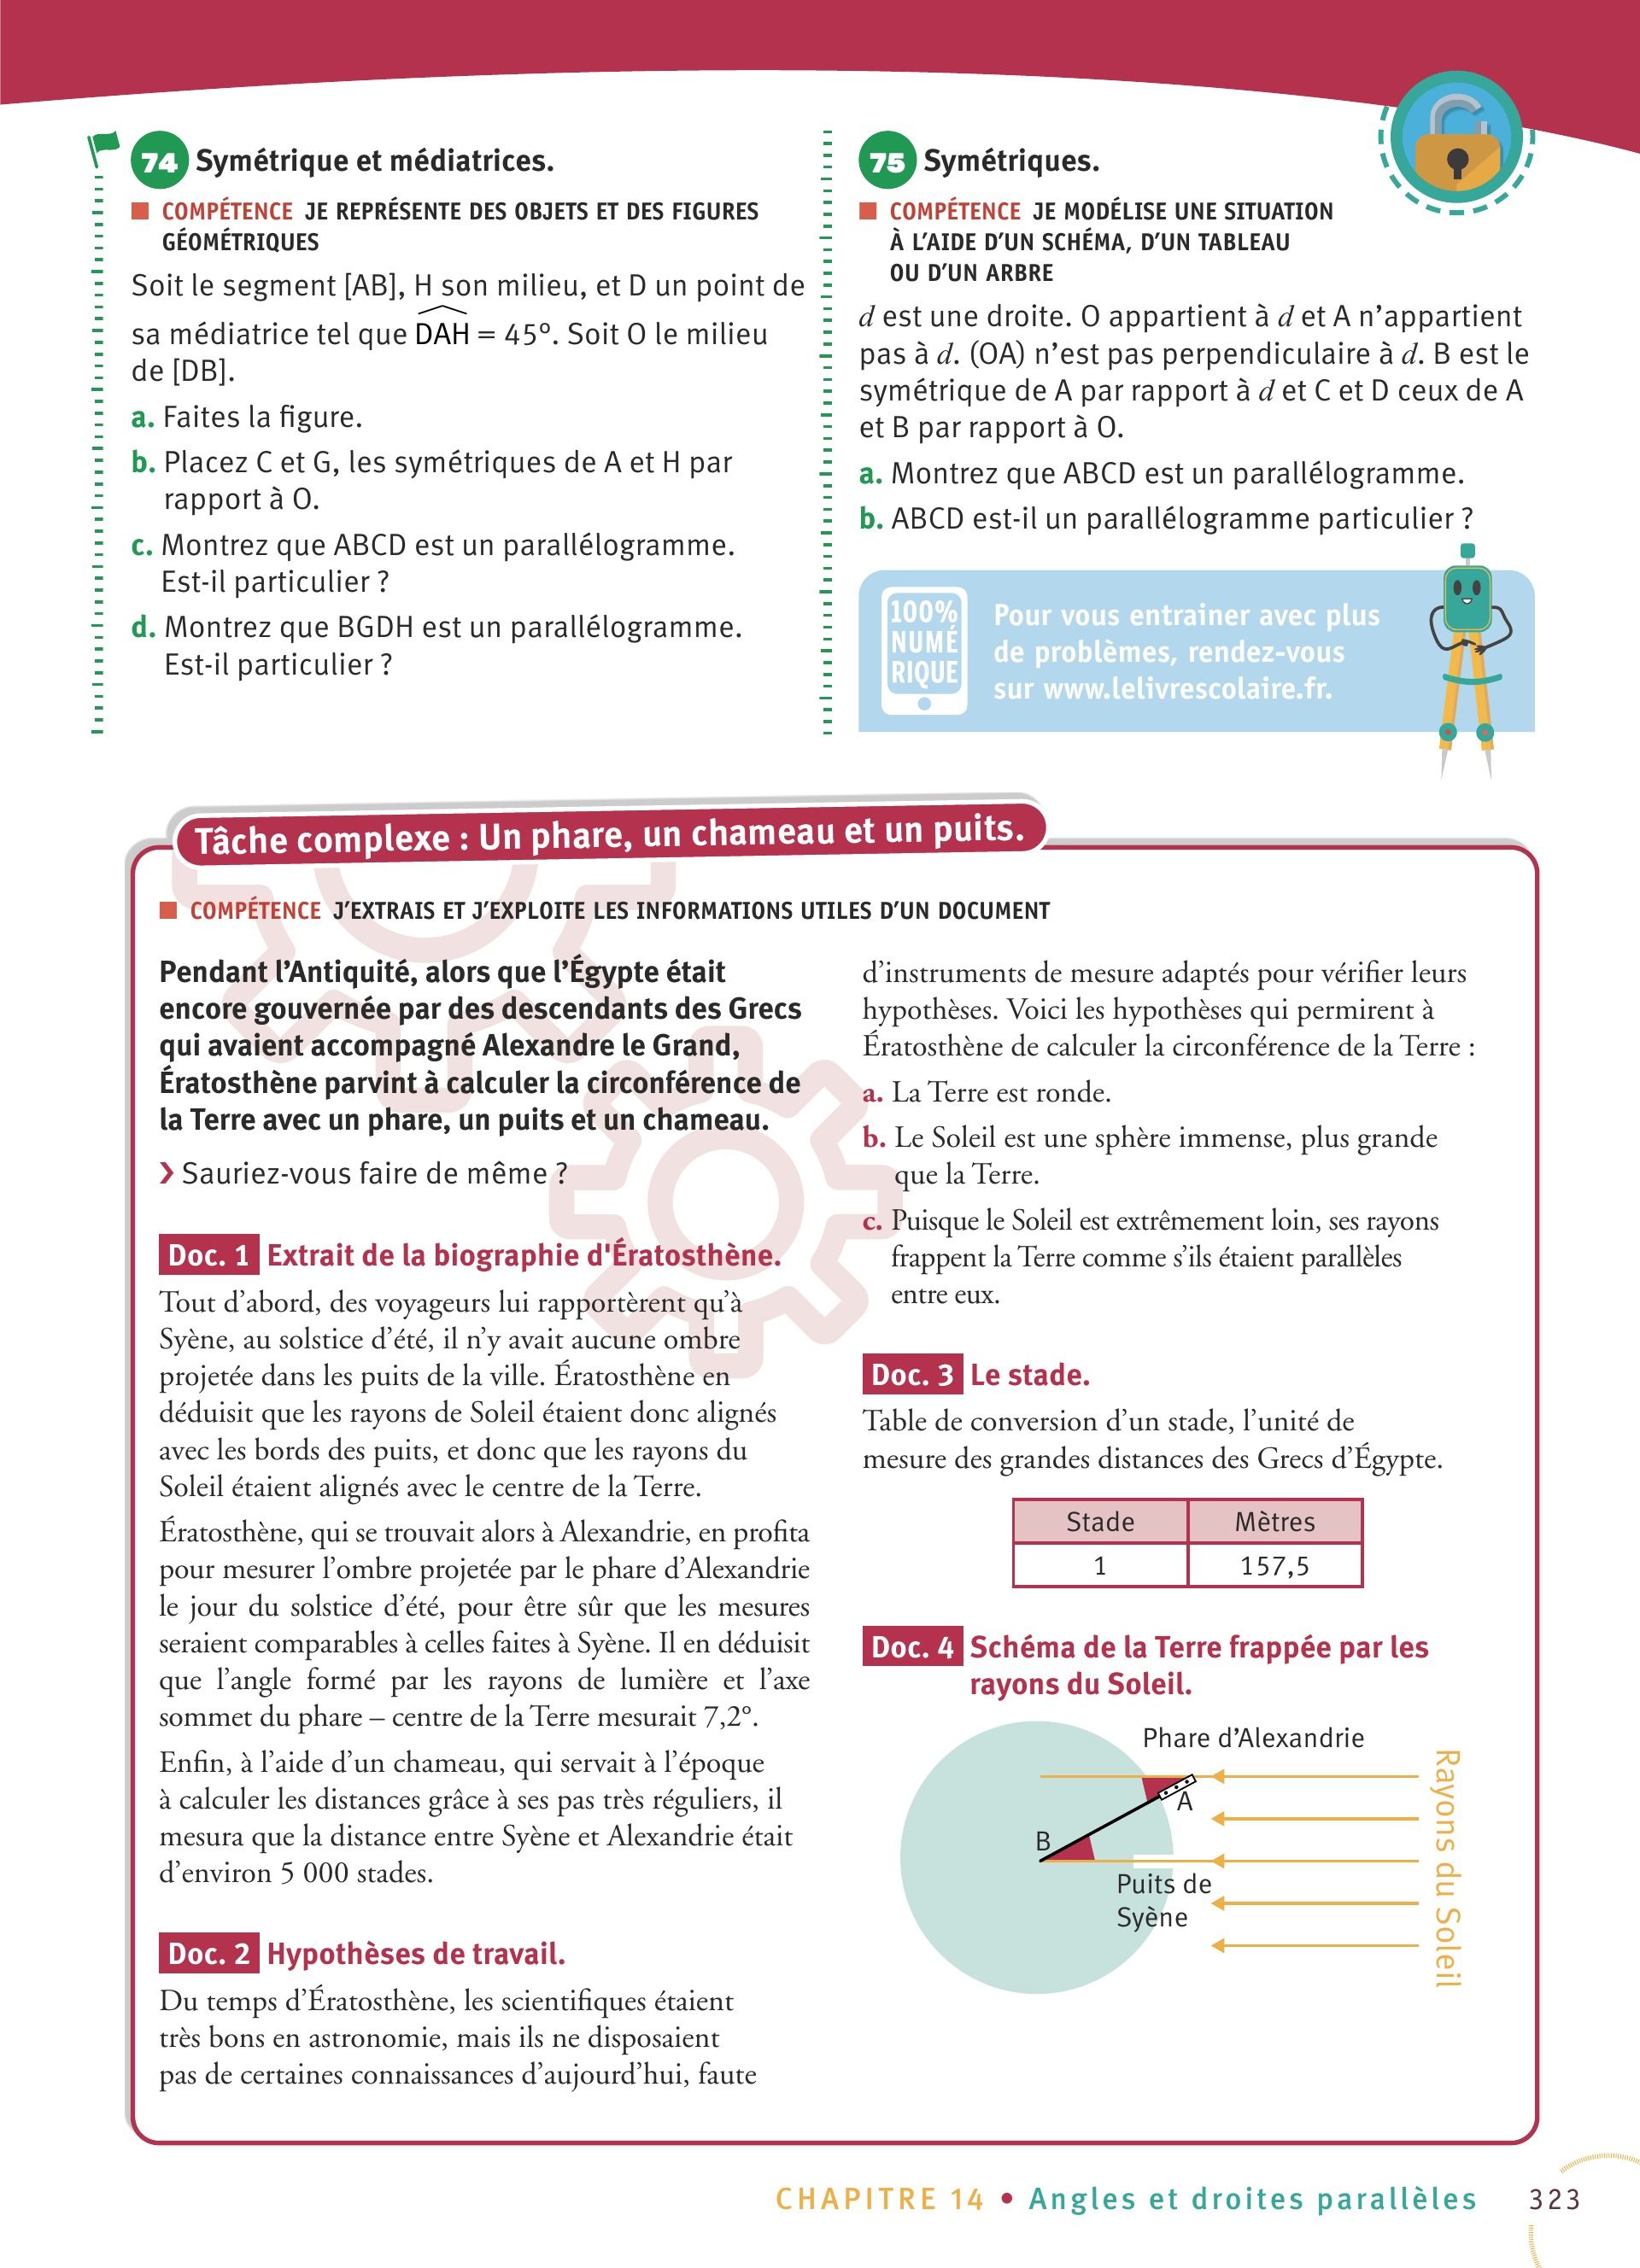 74 Symétrique et médiatrices.
COMPÉTENCE JE REPRÉSENTE DES OBJETS ET DES FIGURES
GÉOMÉTRIQUES
Soit le segment [AB], H son milieu, et D un point de
sa médiatrice tel que DAH = 45°. Soit O le milieu
de [DB].
a. Faites la figure.
b. Placez C et G, les symétriques de A et H par
rapport à O.
c. Montrez que ABCD est un parallélogramme.
Est-il particulier ?
d. Montrez que BGDH est un parallélogramme.
Est-il particulier ?
75 Symétriques.
COMPÉTENCE JE MODÉLISE UNE SITUATION
À L'AIDE D'UN SCHÉMA, D'UN TABLEAU
OU D'UN ARBRE
d est une droite. O appartient à d et A n'appartient
pas à d. (OA) n'est pas perpendiculaire à d. B est le
symétrique de A par rapport à d et C et D ceux de A
et B par rapport à O.
a. Montrez que ABCD est un parallélogramme.
b. ABCD est-il un parallélogramme particulier ?
100%
NUMÉ
RIQUE
Pour vous entrainer avec plus
de problèmes, rendez-vous
sur www.lelivrescolaire.fr.
Tâche complexe : Un phare, un chameau et un puits.
COMPÉTENCE J'EXTRAIS ET J'EXPLOITE LES INFORMATIONS UTILES D'UN DOCUMENT
Pendant l'Antiquité, alors que l'Égypte était
encore gouvernée par des descendants des Grecs
qui avaient accompagné Alexandre le Grand,
Ératosthène parvint à calculer la circonférence de
la Terre avec un phare, un puits et un chameau.
› Sauriez-vous faire de même ?
Doc. 1 Extrait de la biographie d'Ératosthène.
Tout d'abord, des voyageurs lui rapportèrent qu'à
Syène, au solstice d'été, il n'y avait aucune ombre
projetée dans les puits de la ville. Ératosthène en
déduisit que les rayons de Soleil étaient donc alignés
avec les bords des puits, et donc que les rayons du
Soleil étaient alignés avec le centre de la Terre.
Ératosthène, qui se trouvait alors à Alexandrie, en profita
pour mesurer l'ombre projetée par le phare d'Alexandrie
le jour du solstice d'été, pour être sûr que les mesures
seraient comparables à celles faites à Syène. Il en déduisit
que l'angle formé par les rayons de lumière et l'axe
sommet du phare – centre de la Terre mesurait 7,2°.
Enfin, à l'aide d'un chameau, qui servait à l'époque
à calculer les distances grâce à ses pas très réguliers, il
mesura que la distance entre Syène et Alexandrie était
d'environ 5 000 stades.
Doc. 2 Hypothèses de travail.
Du temps d'Ératosthène, les scientifiques étaient
très bons en astronomie, mais ils ne disposaient
pas de certaines connaissances d'aujourd'hui, faute
d'instruments de mesure adaptés pour vérifier leurs
hypothèses. Voici les hypothèses qui permirent à
Ératosthène de calculer la circonférence de la Terre :
a. La Terre est ronde.
b. Le Soleil est une sphère immense, plus grande
que la Terre.
c. Puisque le Soleil est extrêmement loin, ses rayons
frappent la Terre comme s'ils étaient parallèles
entre eux.
Doc. 3 Le stade.
Table de conversion d'un stade, l'unité de
mesure des grandes distances des Grecs d'Égypte.
Stade Mètres
1 157,5
Doc. 4 Schéma de la Terre frappée par les
rayons du Soleil.
Phare d'Alexandrie
A
B
Puits de
Syène
Rayons du Soleil
CHAPITRE 14 • Angles et droites parallèles 323